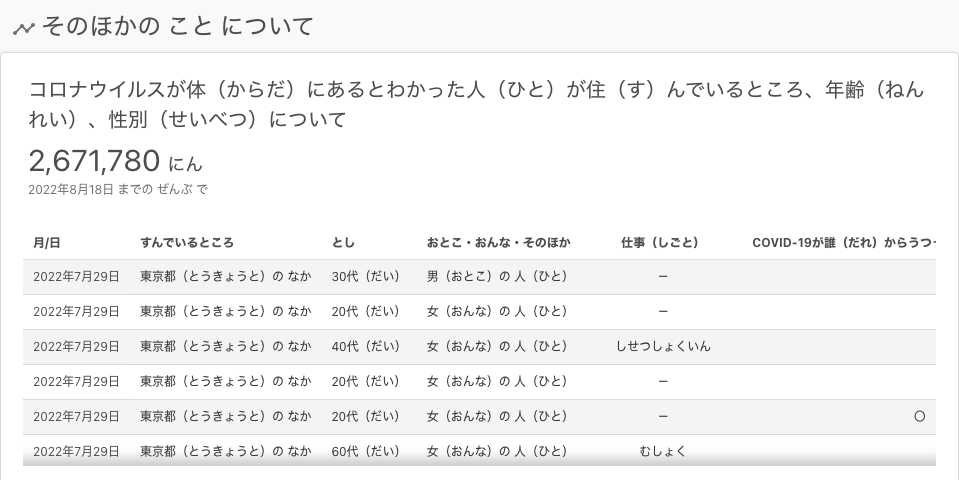 そのほかの こと について
コロナウイルスが体（からだ）にあるとわかった人（ひと）が住（す）んでいるところ、年齢（ねん
れい）、性別（せいべつ）について
2,671,780 にん
2022年8月18日 までの ぜんぶ で
月/日 すんでいるところ とし おとこ・おんな・そのほか 仕事（しごと） COVID-19が誰（だれ）からうつっ
2022年7月29日 東京都（とうきょうと）の なか 30代（だい） 男（おとこ）の 人（ひと） －
2022年7月29日 東京都（とうきょうと）の なか 20代（だい） 女（おんな）の 人（ひと） －
2022年7月29日 東京都（とうきょうと）の なか 40代（だい） 女（おんな）の 人（ひと） しせつしょくいん
2022年7月29日 東京都（とうきょうと）の なか 20代（だい） 女（おんな）の 人（ひと） －
2022年7月29日 東京都（とうきょうと）の なか 20代（だい） 女（おんな）の 人（ひと） － 〇
2022年7月29日 東京都（とうきょうと）の なか 60代（だい） 女（おんな）の 人（ひと） むしょく